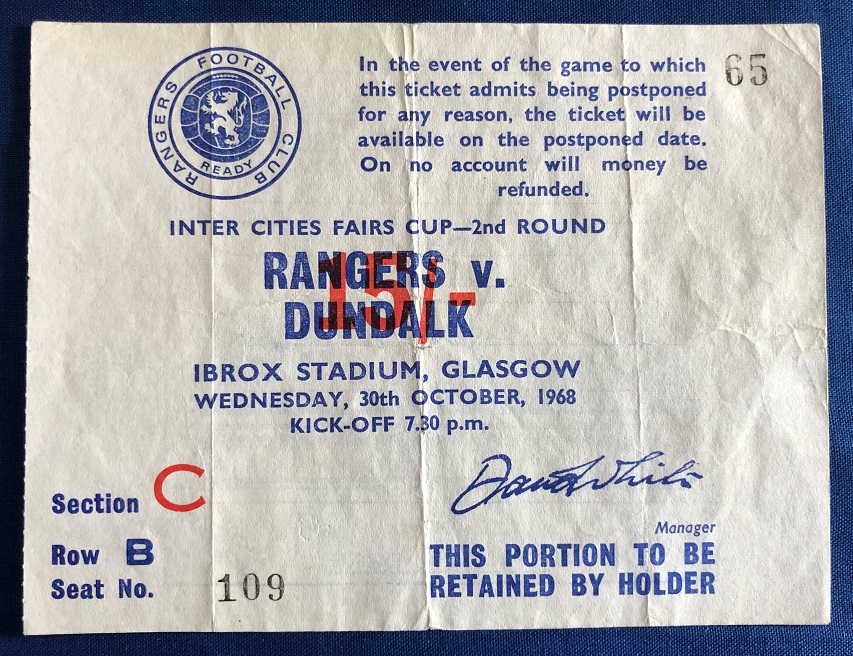 RANGERS FOOTBALL CLUB
READY
In the event of the game to which
this ticket admits being postponed
for any reason, the ticket will be
available on the postponed date.
On no account will money be
refunded.
65
INTER CITIES FAIRS CUP—2nd ROUND
RANGERS v.
15/-
DUNDALK
IBROX STADIUM, GLASGOW
WEDNESDAY, 30th OCTOBER, 1968
KICK-OFF 7.30 p.m.
Section C
David White
Manager
Row B
Seat No. 109
THIS PORTION TO BE
RETAINED BY HOLDER